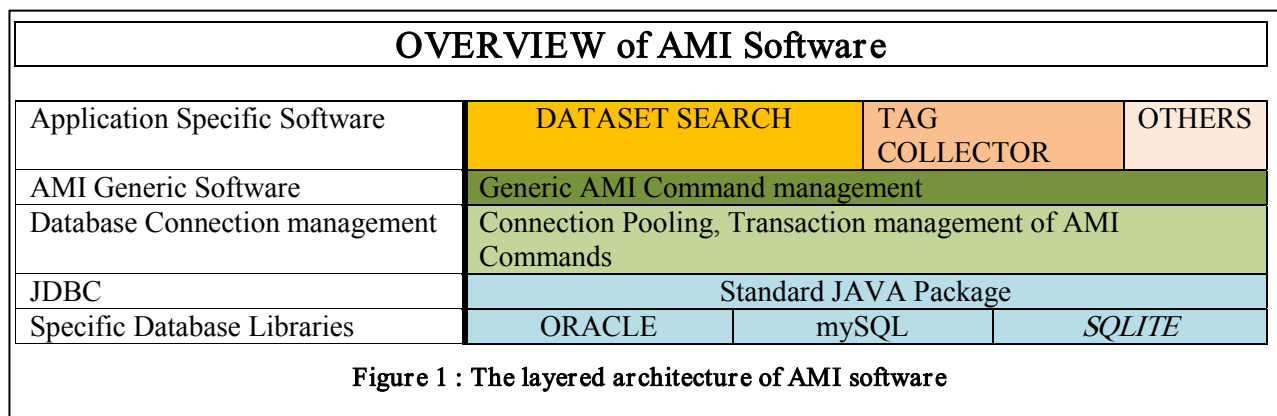 OVERVIEW of AMI Software
Application Specific Software
DATASET SEARCH
TAG
COLLECTOR
OTHERS
AMI Generic Software
Generic AMI Command management
Database Connection management
Connection Pooling, Transaction management of AMI
Commands
JDBC
Standard JAVA Package
Specific Database Libraries
ORACLE
mySQL
SQLITE
Figure 1 : The layered architecture of AMI software